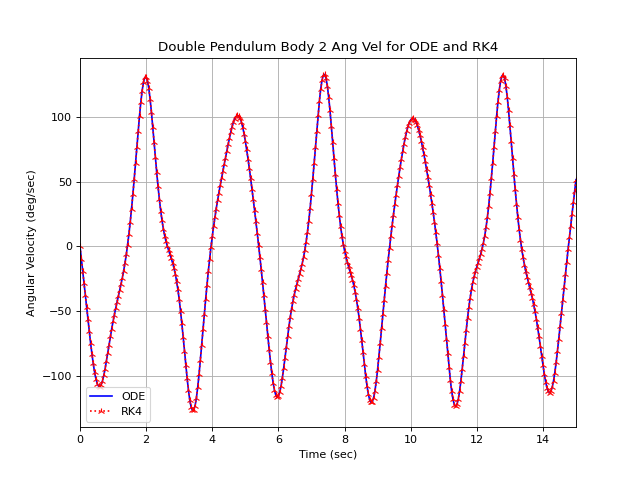 Double Pendulum Body 2 Ang Vel for ODE and RK4
Angular Velocity (deg/sec)
100
50
0
−50
−100
ODE
RK4
0 2 4 6 8 10 12 14
Time (sec)